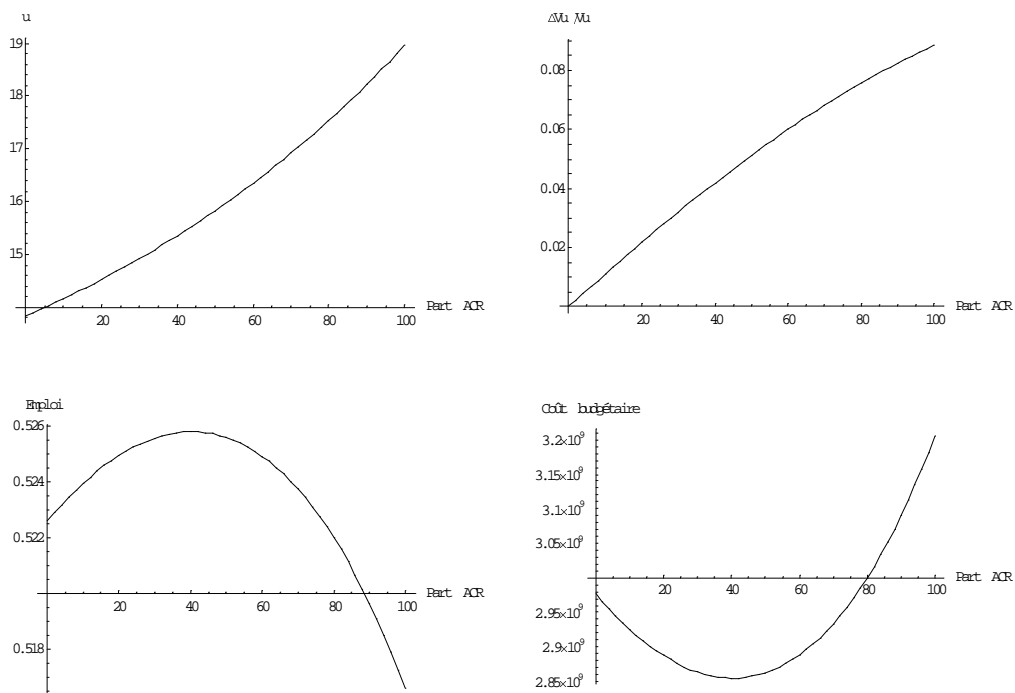 u
19
18
17
16
15
20 40 60 80 100
Part ACR
ΔVu/Vu
0.08
0.06
0.04
0.02
20 40 60 80 100
Part ACR
Emploi
0.526
0.524
0.522
0.518
20 40 60 80 100
Part ACR
Coût budgétaire
3.2×10⁹
3.15×10⁹
3.1×10⁹
3.05×10⁹
2.95×10⁹
2.9×10⁹
2.85×10⁹
20 40 60 80 100
Part ACR